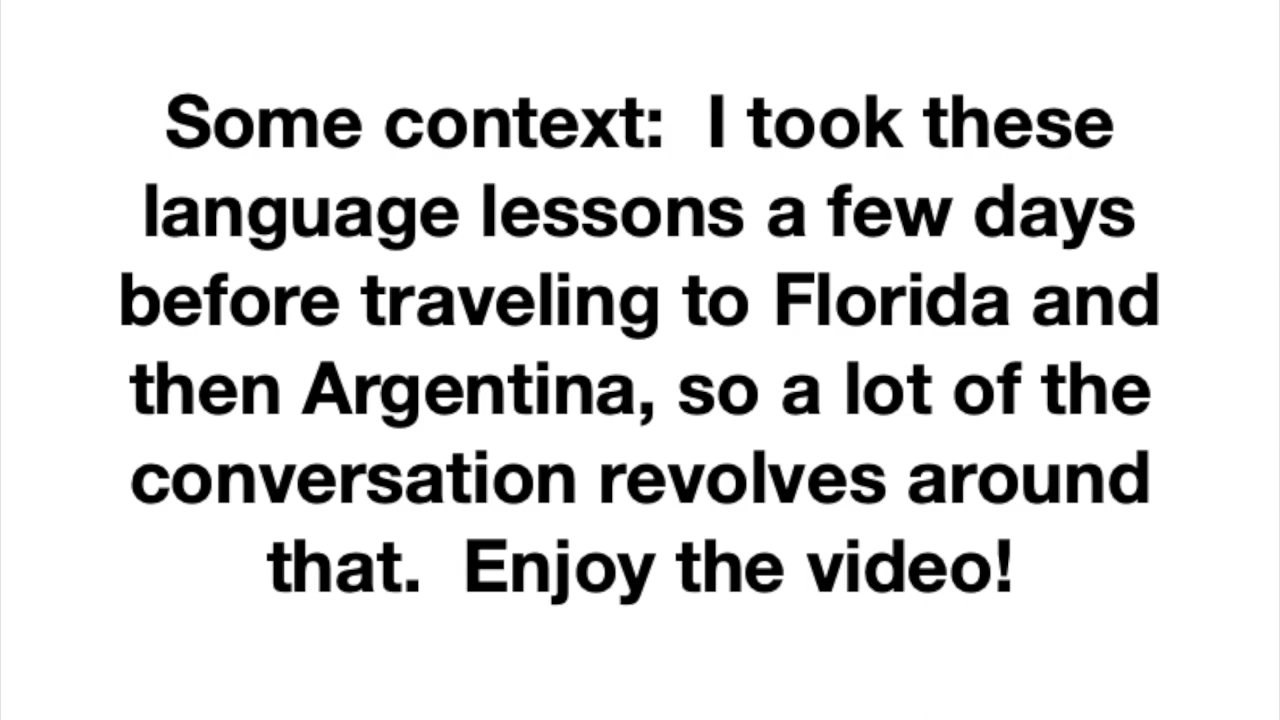 Some context:  I took these
language lessons a few days
before traveling to Florida and
then Argentina, so a lot of the
conversation revolves around
that.  Enjoy the video!